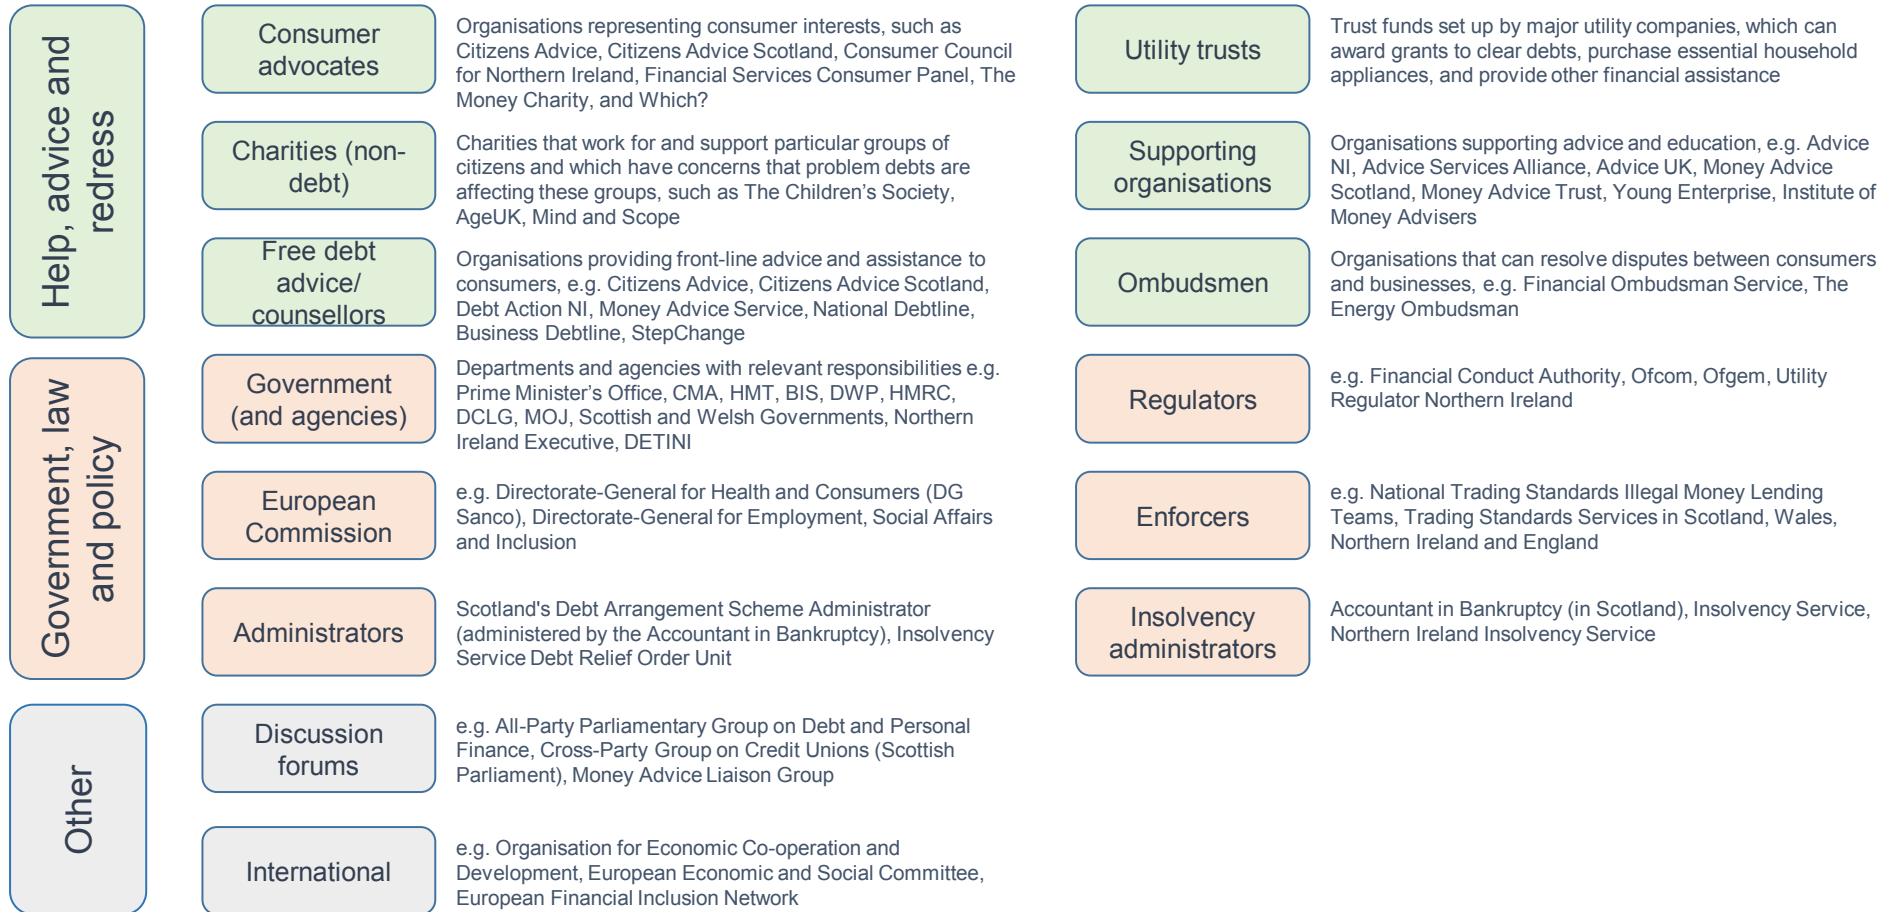 Help, advice and
redress
Consumer
advocates
Organisations representing consumer interests, such as
Citizens Advice, Citizens Advice Scotland, Consumer Council
for Northern Ireland, Financial Services Consumer Panel, The
Money Charity, and Which?
Utility trusts
Trust funds set up by major utility companies, which can
award grants to clear debts, purchase essential household
appliances, and provide other financial assistance
Charities (non-
debt)
Charities that work for and support particular groups of
citizens and which have concerns that problem debts are
affecting these groups, such as The Children’s Society,
AgeUK, Mind and Scope
Supporting
organisations
Organisations supporting advice and education, e.g. Advice
NI, Advice Services Alliance, Advice UK, Money Advice
Scotland, Money Advice Trust, Young Enterprise, Institute of
Money Advisers
Free debt
advice/
counsellors
Organisations providing front-line advice and assistance to
consumers, e.g. Citizens Advice, Citizens Advice Scotland,
Debt Action NI, Money Advice Service, National Debtline,
Business Debtline, StepChange
Ombudsmen
Organisations that can resolve disputes between consumers
and businesses, e.g. Financial Ombudsman Service, The
Energy Ombudsman
Government, law
and policy
Government
(and agencies)
Departments and agencies with relevant responsibilities e.g.
Prime Minister’s Office, CMA, HMT, BIS, DWP, HMRC,
DCLG, MOJ, Scottish and Welsh Governments, Northern
Ireland Executive, DETINI
Regulators
e.g. Financial Conduct Authority, Ofcom, Ofgem, Utility
Regulator Northern Ireland
European
Commission
e.g. Directorate-General for Health and Consumers (DG
Sanco), Directorate-General for Employment, Social Affairs
and Inclusion
Enforcers
e.g. National Trading Standards Illegal Money Lending
Teams, Trading Standards Services in Scotland, Wales,
Northern Ireland and England
Administrators
Scotland's Debt Arrangement Scheme Administrator
(administered by the Accountant in Bankruptcy), Insolvency
Service Debt Relief Order Unit
Insolvency
administrators
Accountant in Bankruptcy (in Scotland), Insolvency Service,
Northern Ireland Insolvency Service
Other
Discussion
forums
e.g. All-Party Parliamentary Group on Debt and Personal
Finance, Cross-Party Group on Credit Unions (Scottish
Parliament), Money Advice Liaison Group
International
e.g. Organisation for Economic Co-operation and
Development, European Economic and Social Committee,
European Financial Inclusion Network